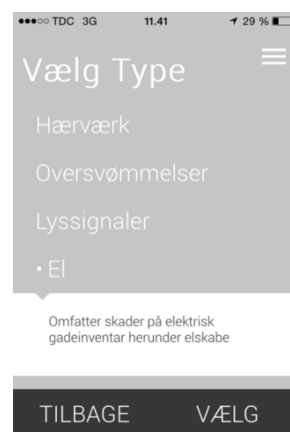 TDC 3G 11.41 29 %
Vælg Type
Hærværk
Oversvømmelser
Lyssignaler
• El
Omfatter skader på elektrisk
gadeinventar herunder elskabe
TILBAGE VÆLG